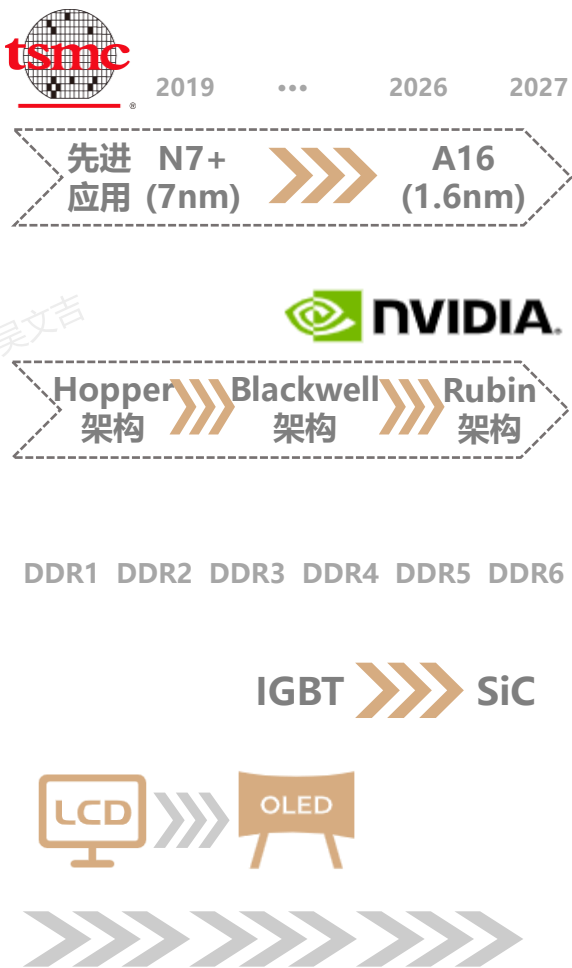 tsmc
®
2019 ... 2026 2027
先进 N7+ A16
应用 (7nm) (1.6nm)
吴文吉
NVIDIA.
Hopper Blackwell Rubin
架构 架构 架构
DDR1 DDR2 DDR3 DDR4 DDR5 DDR6
IGBT SiC
LCD OLED